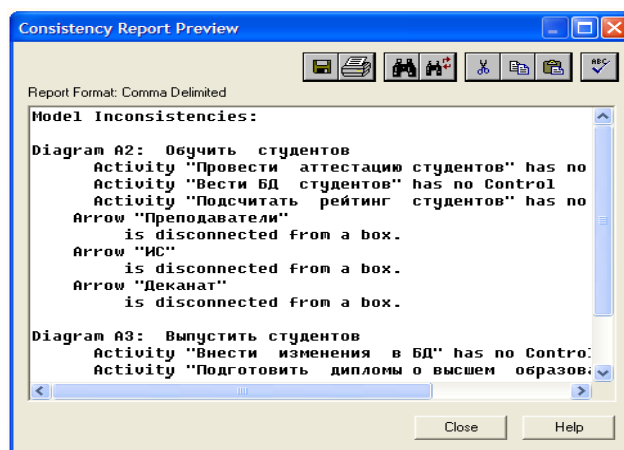 Consistency Report Preview
ABC
Report Format: Comma Delimited
Model Inconsistencies:
Diagram A2: Обучить студентов
Activity "Провести аттестацию студентов" has no
Activity "Вести БД студентов" has no Control
Activity "Подсчитать рейтинг студентов" has no
Arrow "Преподаватели"
is disconnected from a box.
Arrow "ИС"
is disconnected from a box.
Arrow "Деканат"
is disconnected from a box.
Diagram A3: Выпустить студентов
Activity "Внести изменения в БД" has no Contro
Activity "Подготовить дипломы о высшем образова
Close Help